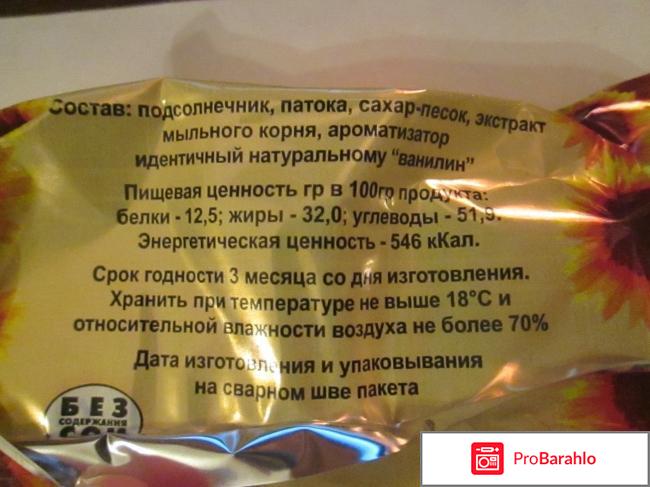 Состав: подсолнечник, патока, сахар-песок, экстракт
мыльного корня, ароматизатор
идентичный натуральному "ванилин"
Пищевая ценность гр в 100гр продукта:
белки - 12,5; жиры - 32,0; углеводы - 51,9.
Энергетическая ценность - 546 кКал.
Срок годности 3 месяца со дня изготовления.
Хранить при температуре не выше 18°С и
относительной влажности воздуха не более 70%
Дата изготовления и упаковывания
на сварном шве пакета
БЕЗ
СОДЕРЖАНИЯ
СОИ
ProBarahlo